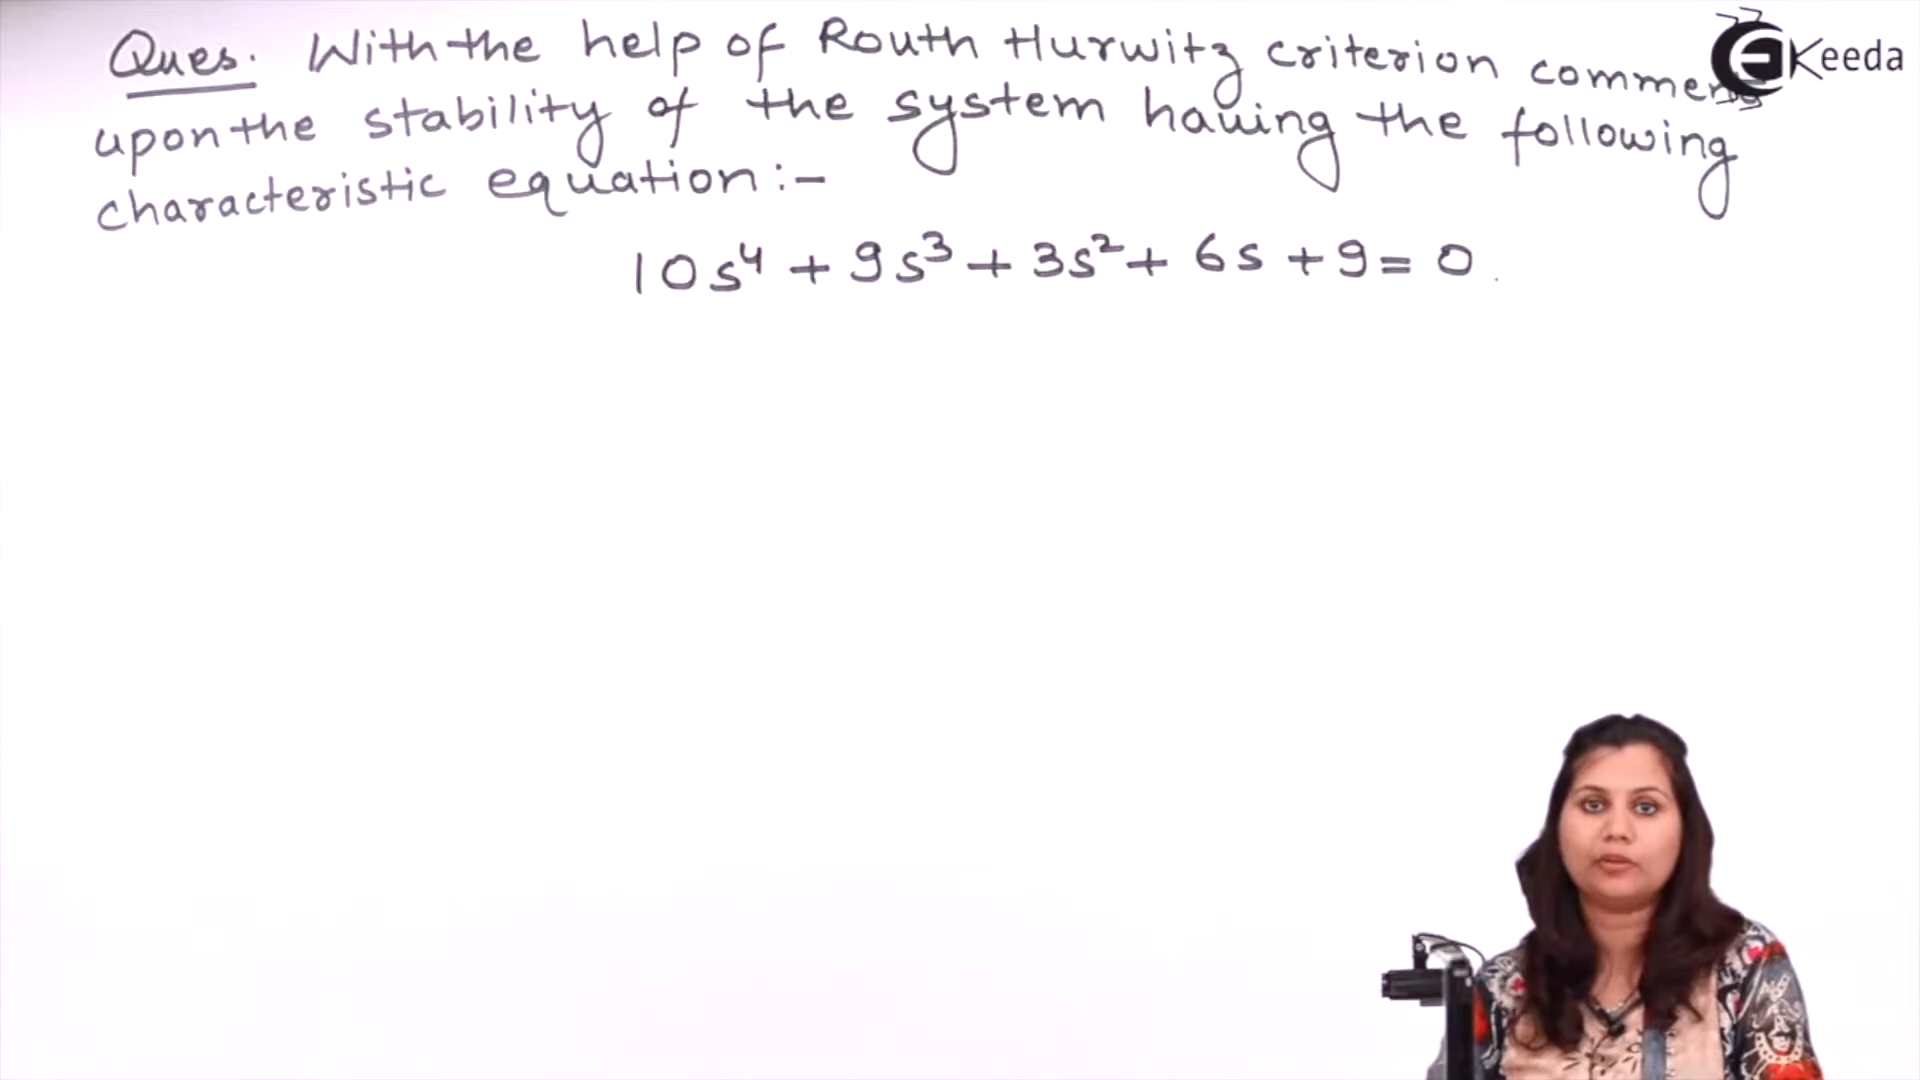 Ques. With the help of Routh Hurwitz criterion
upon the stability of the system having the following
characteristic equation:-
10s⁴ + 9s³ + 3s² + 6s + 9 = 0.
Keeda